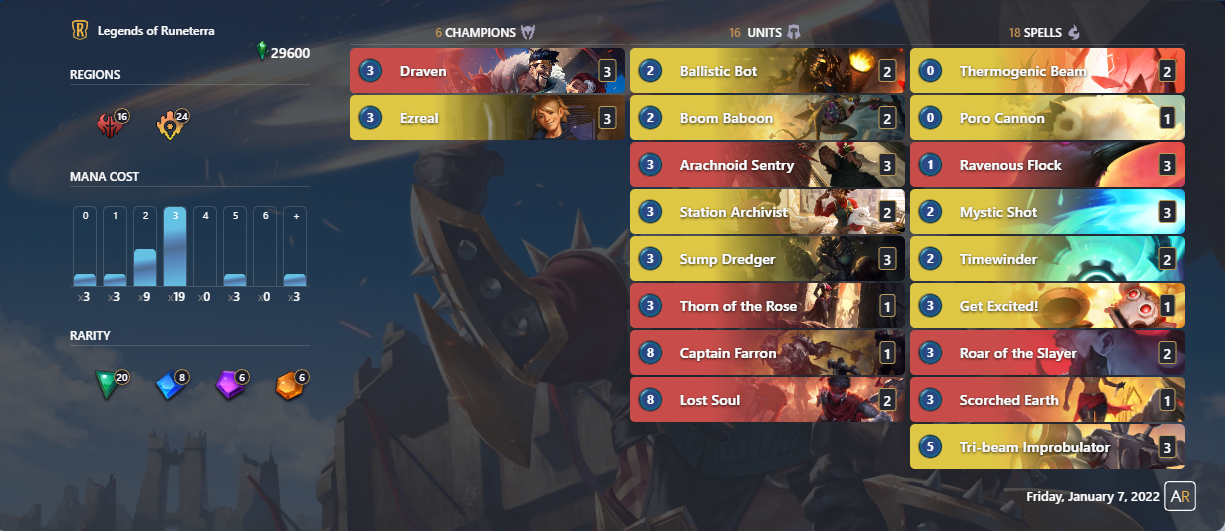 Legends of Runeterra
29600
REGIONS
16 24
MANA COST
0 1 2 3 4 5 6 +
x3 x3 x9 x19 x0 x3 x0 x3
RARITY
20 8 6 6
6 CHAMPIONS
3 Draven 3
3 Ezreal 3
16 UNITS
2 Ballistic Bot 2
2 Boom Baboon 2
3 Arachnoid Sentry 3
3 Station Archivist 2
3 Sump Dredger 3
3 Thorn of the Rose 1
8 Captain Farron 1
8 Lost Soul 2
18 SPELLS
0 Thermogenic Beam 2
0 Poro Cannon 1
1 Ravenous Flock 3
2 Mystic Shot 3
2 Timewinder 2
3 Get Excited! 1
3 Roar of the Slayer 2
3 Scorched Earth 1
5 Tri-beam Improbulator 3
Friday, January 7, 2022 AR